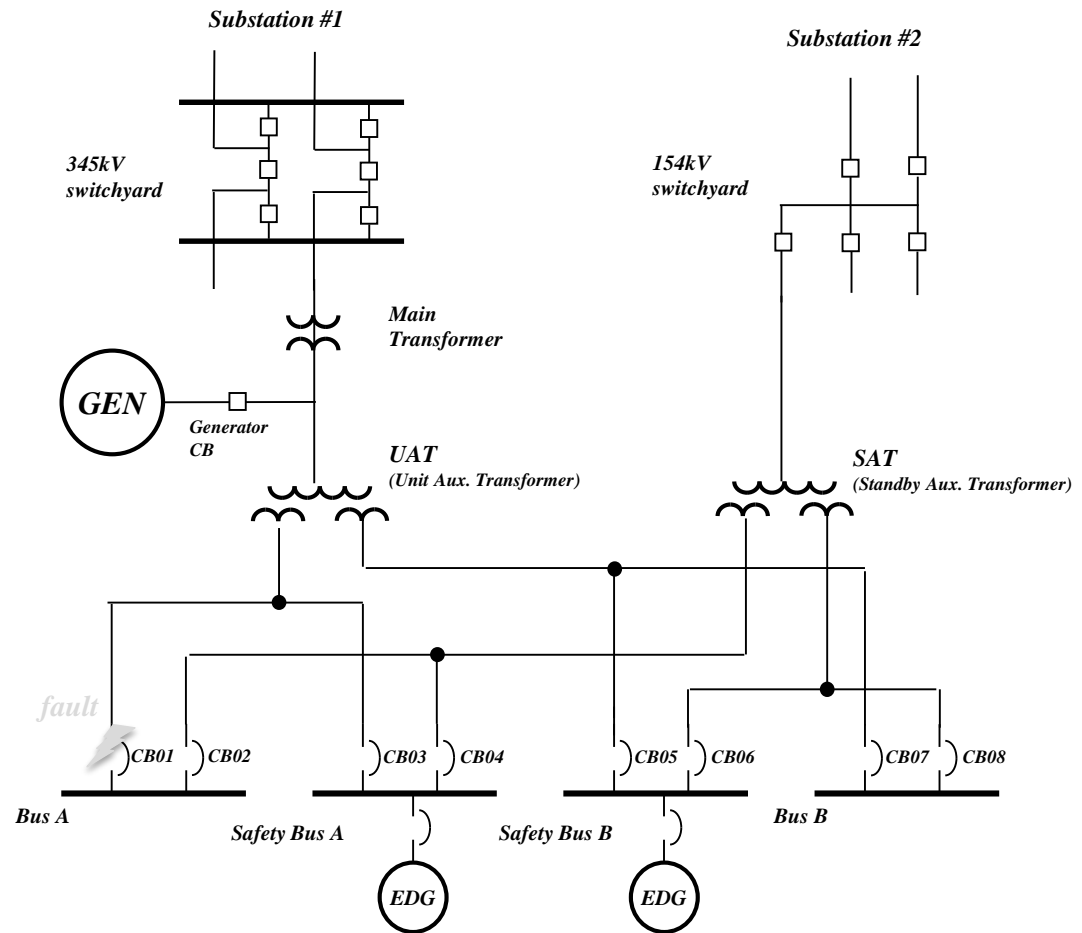 Substation #1
Substation #2
345kV
switchyard
154kV
switchyard
Main
Transformer
GEN
Generator
CB
UAT
(Unit Aux. Transformer)
SAT
(Standby Aux. Transformer)
fault
CB01
CB02
CB03
CB04
CB05
CB06
CB07
CB08
Bus A
Safety Bus A
Safety Bus B
Bus B
EDG
EDG